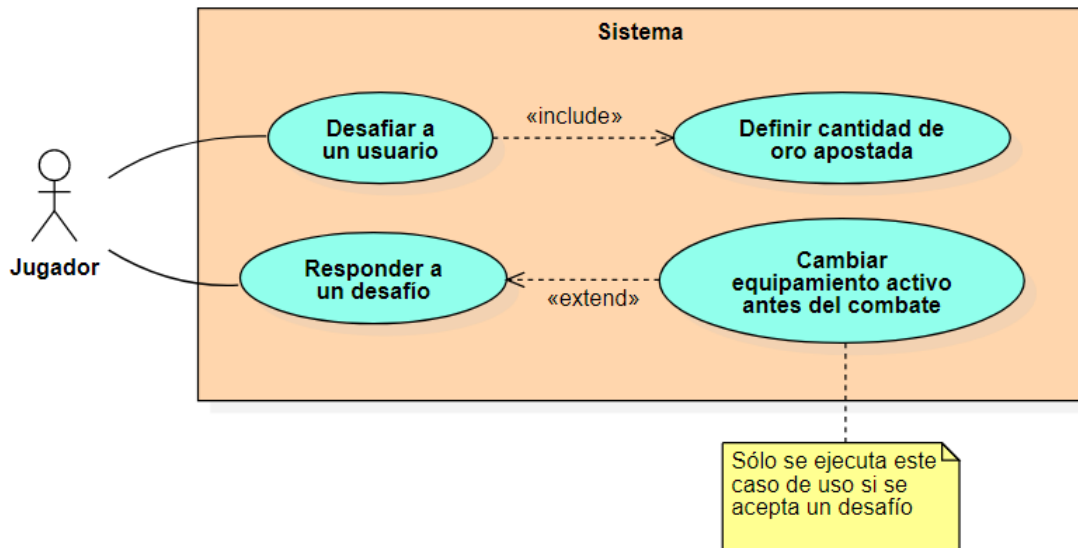 Sistema
Desafiar a
un usuario
«include»
Definir cantidad de
oro apostada
Jugador
Responder a
un desafío
«extend»
Cambiar
equipamiento activo
antes del combate
Sólo se ejecuta este
caso de uso si se
acepta un desafío